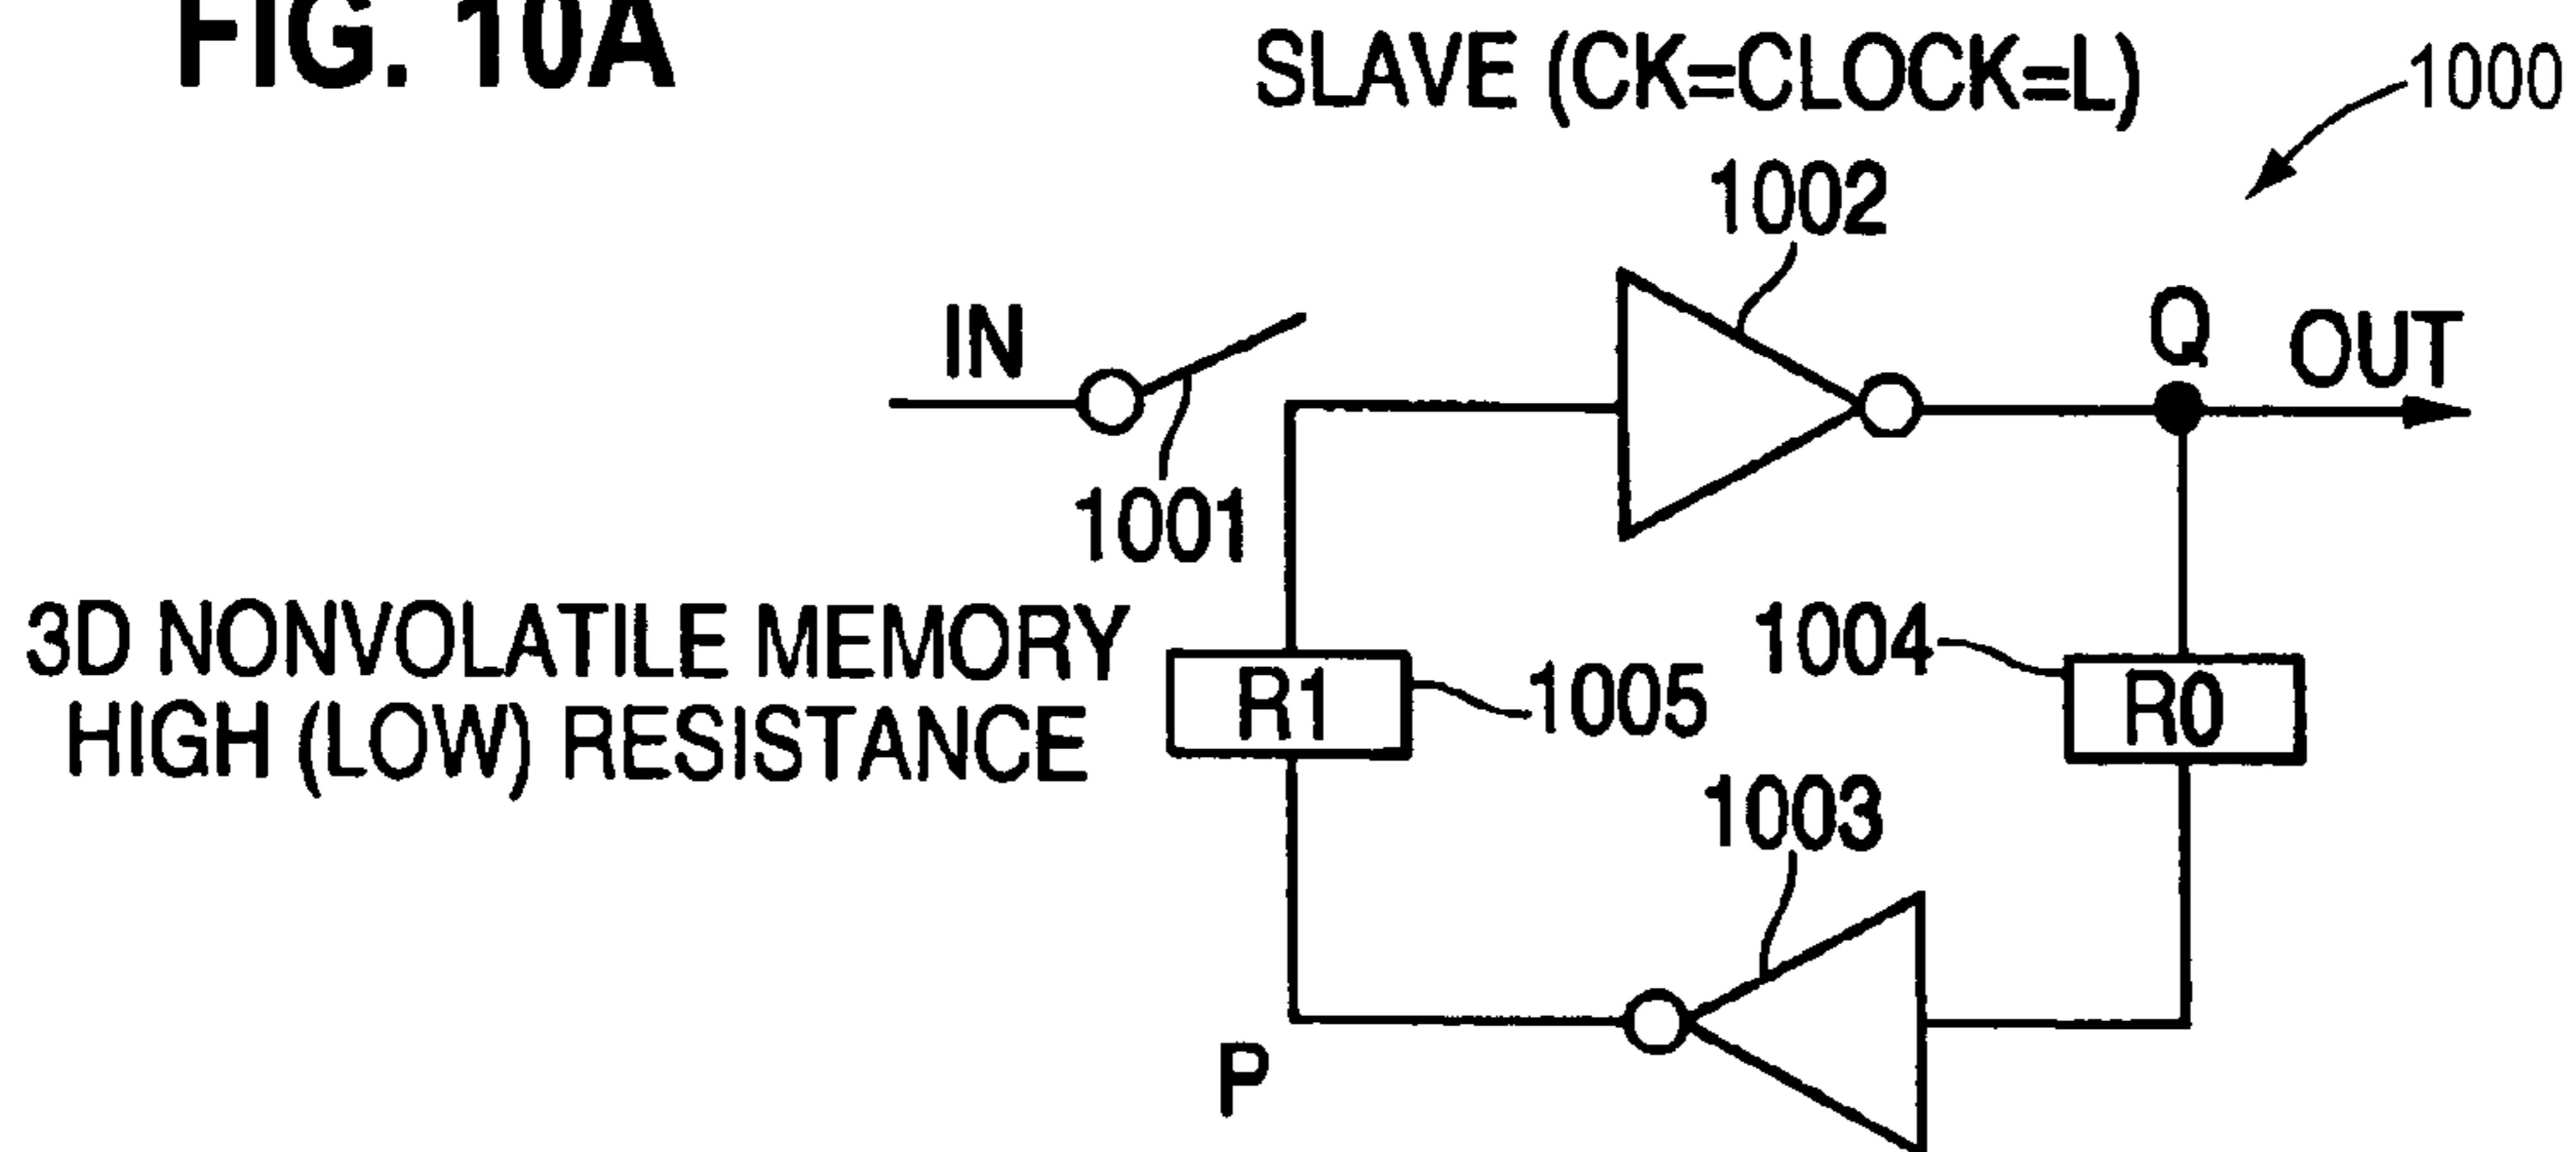 FIG. 10A
SLAVE (CK=CLOCK=L)
1000
1002
IN
Q
OUT
1001
3D NONVOLATILE MEMORY
HIGH (LOW) RESISTANCE
R1
1005
1004
R0
1003
P